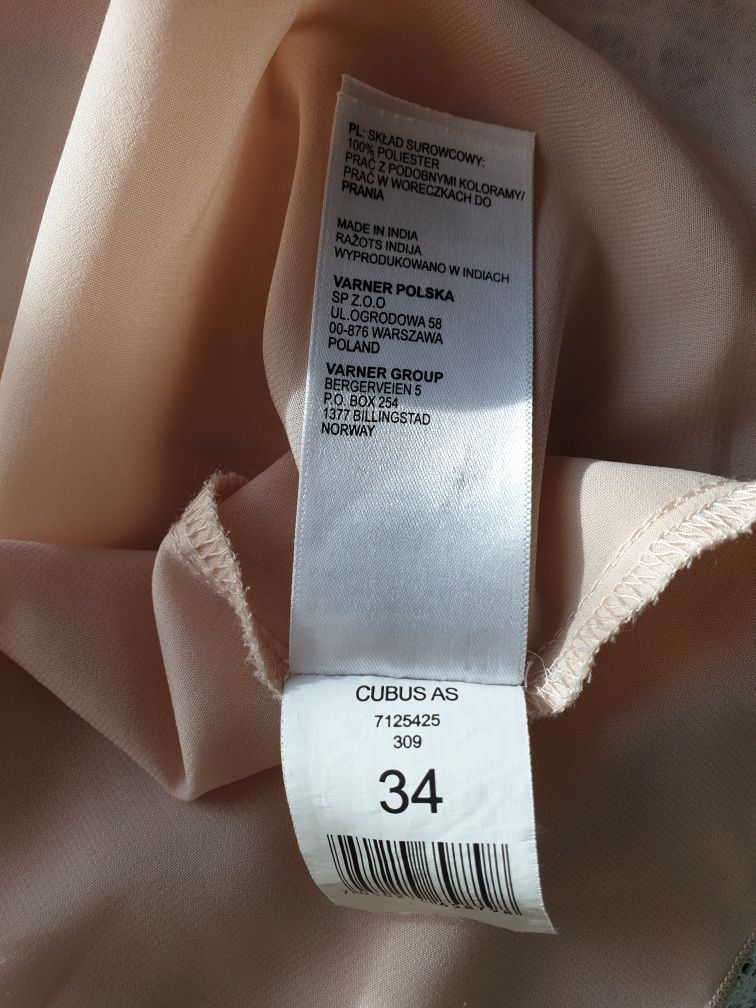 PL: SKŁAD SUROWCOWY:
100% POLIESTER
PRAĆ Z PODOBNYMI KOLORAMY/
PRAĆ W WORECZKACH DO
PRANIA
MADE IN INDIA
RAŽOTS INDIJA
WYPRODUKOWANO W INDIACH
VARNER POLSKA
SP Z.O.O
UL.OGRODOWA 58
00-876 WARSZAWA
POLAND
VARNER GROUP
BERGERVEIEN 5
P.O. BOX 254
1377 BILLINGSTAD
NORWAY
CUBUS AS
7125425
309
34